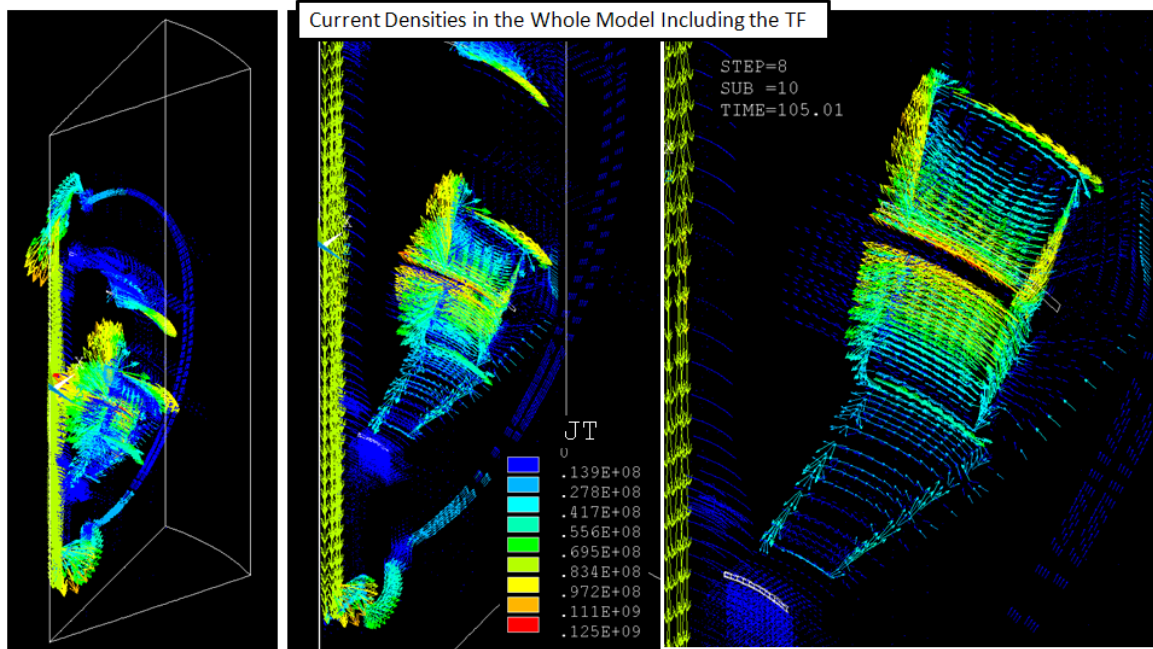 Current Densities in the Whole Model Including the TF
STEP=8
SUB =10
TIME=105.01
JT
0
.139E+08
.278E+08
.417E+08
.556E+08
.695E+08
.834E+08
.972E+08
.111E+09
.125E+09